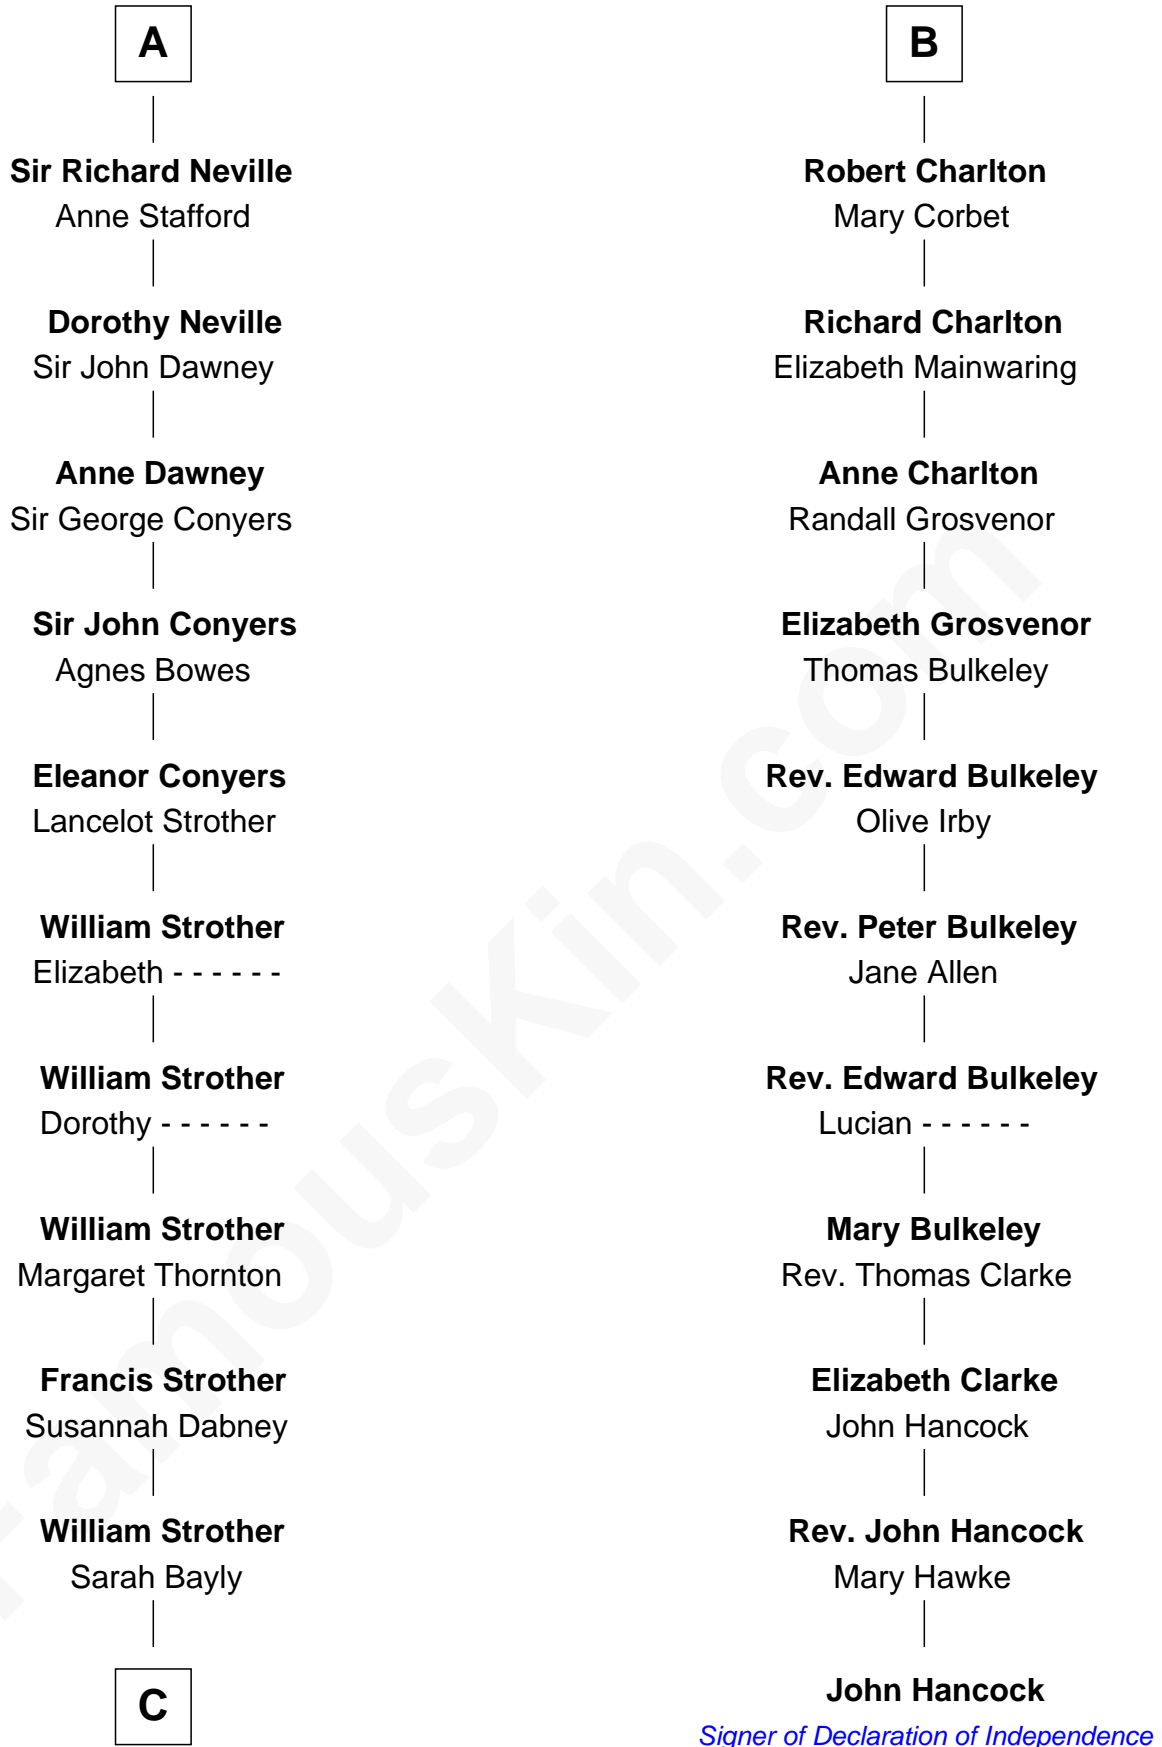 A
Sir Richard Neville
Anne Stafford
Dorothy Neville
Sir John Dawney
Anne Dawney
Sir George Conyers
Sir John Conyers
Agnes Bowes
Eleanor Conyers
Lancelot Strother
William Strother
Elizabeth - - - - - -
William Strother
Dorothy - - - - - -
William Strother
Margaret Thornton
Francis Strother
Susannah Dabney
William Strother
Sarah Bayly
C
B
Robert Charlton
Mary Corbet
Richard Charlton
Elizabeth Mainwaring
Anne Charlton
Randall Grosvenor
Elizabeth Grosvenor
Thomas Bulkeley
Rev. Edward Bulkeley
Olive Irby
Rev. Peter Bulkeley
Jane Allen
Rev. Edward Bulkeley
Lucian - - - - - -
Mary Bulkeley
Rev. Thomas Clarke
Elizabeth Clarke
John Hancock
Rev. John Hancock
Mary Hawke
John Hancock
Signer of Declaration of Independence
FamousKin.com